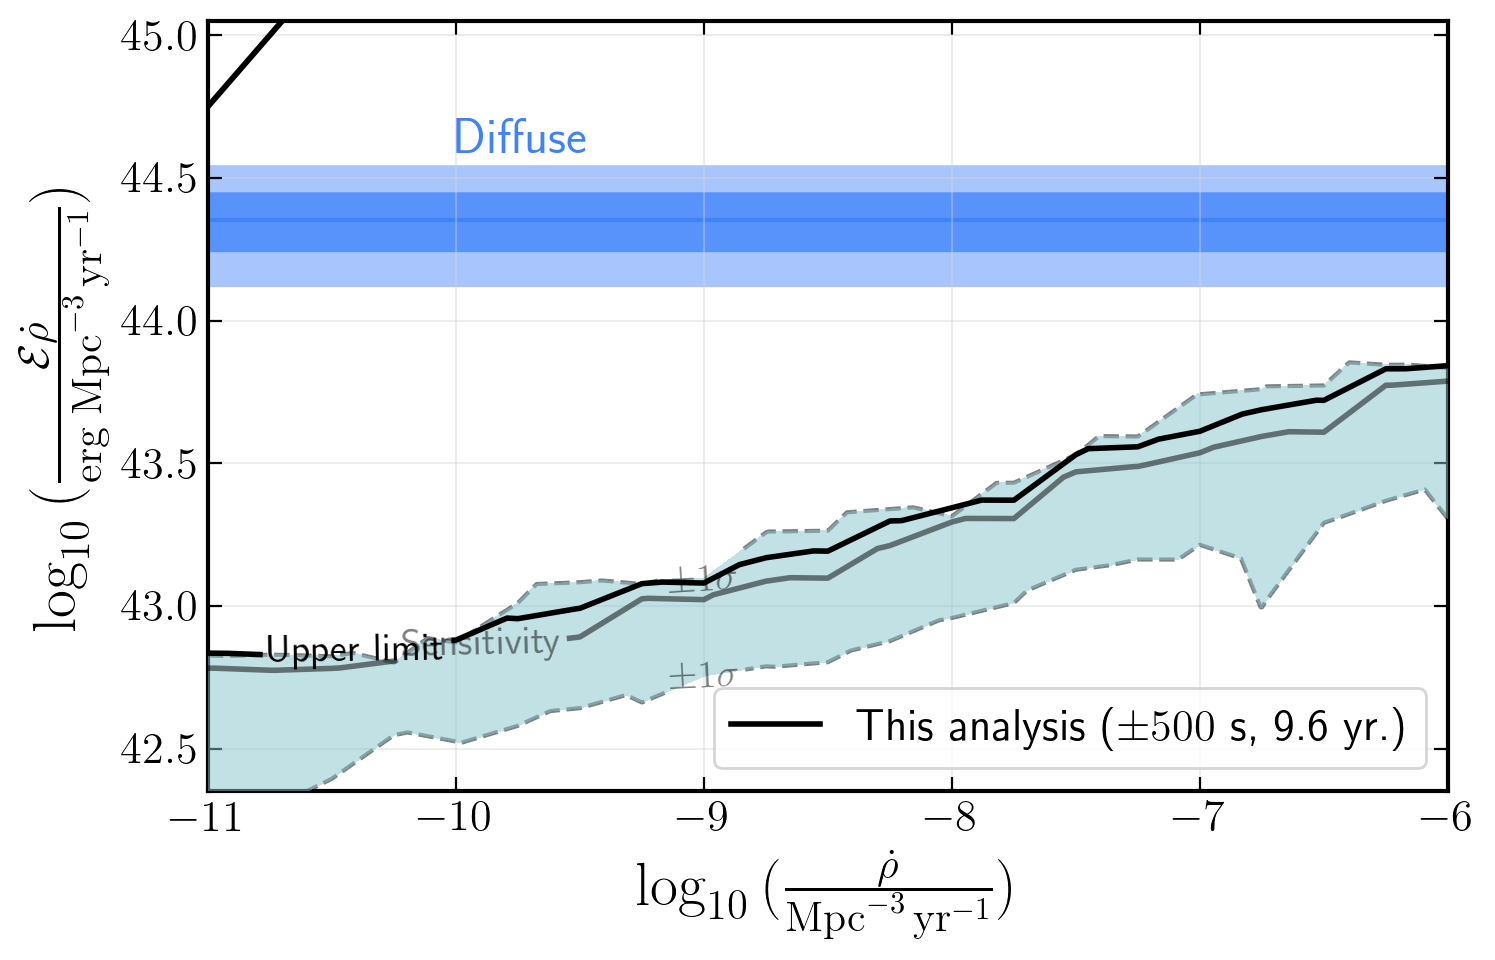 45.0
44.5
44.0
43.5
43.0
42.5
log₁₀ (ℰρ̇ / erg Mpc⁻³ yr⁻¹)
Diffuse
±1σ
Upper limit
Sensitivity
±1σ
This analysis (±500 s, 9.6 yr.)
−11 −10 −9 −8 −7 −6
log₁₀ (ρ̇ / Mpc⁻³ yr⁻¹)